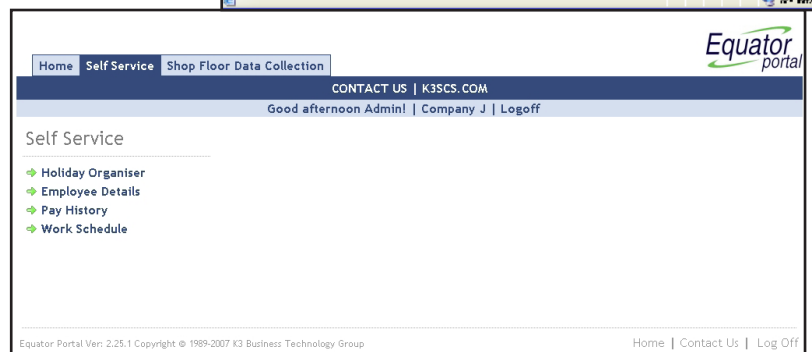 Equator
portal
Home Self Service Shop Floor Data Collection
CONTACT US | K3SCS.COM
Good afternoon Admin! | Company J | Logoff
Self Service
Holiday Organiser
Employee Details
Pay History
Work Schedule
Equator Portal Ver: 2.25.1 Copyright © 1989-2007 K3 Business Technology Group
Home | Contact Us | Log Off